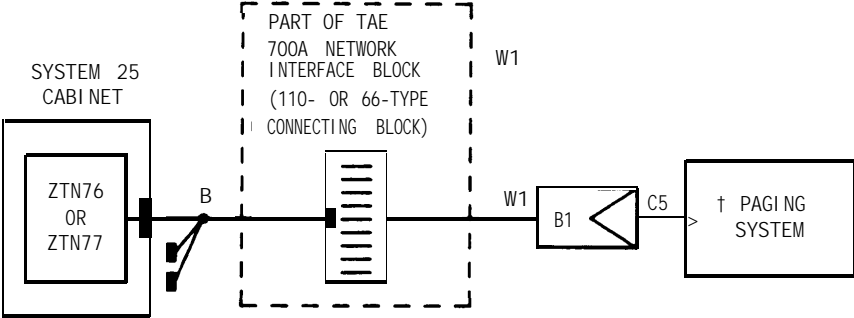 PART OF TAE
700A NETWORK
INTERFACE BLOCK
(110- OR 66-TYPE
CONNECTING BLOCK)
W1
SYSTEM 25
CABINET
ZTN76
OR
ZTN77
B
W1
B1
C5
> † PAGING
SYSTEM